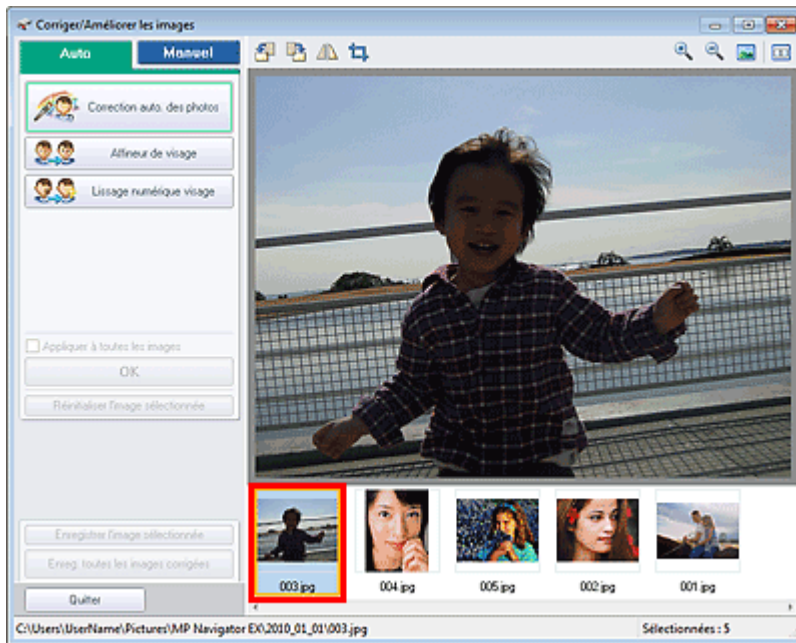 Corriger/Améliorer les images
Auto
Manuel
Correction auto. des photos
Affineur de visage
Lissage numérique visage
Appliquer à toutes les images
OK
Réinitialiser l'image sélectionnée
Enregistrer l'image sélectionnée
Enreg. toutes les images corrigées
Quitter
003.jpg
004.jpg
005.jpg
002.jpg
001.jpg
C:\Users\UserName\Pictures\MP Navigator EX\2010_01_01\003.jpg
Sélectionnées : 5